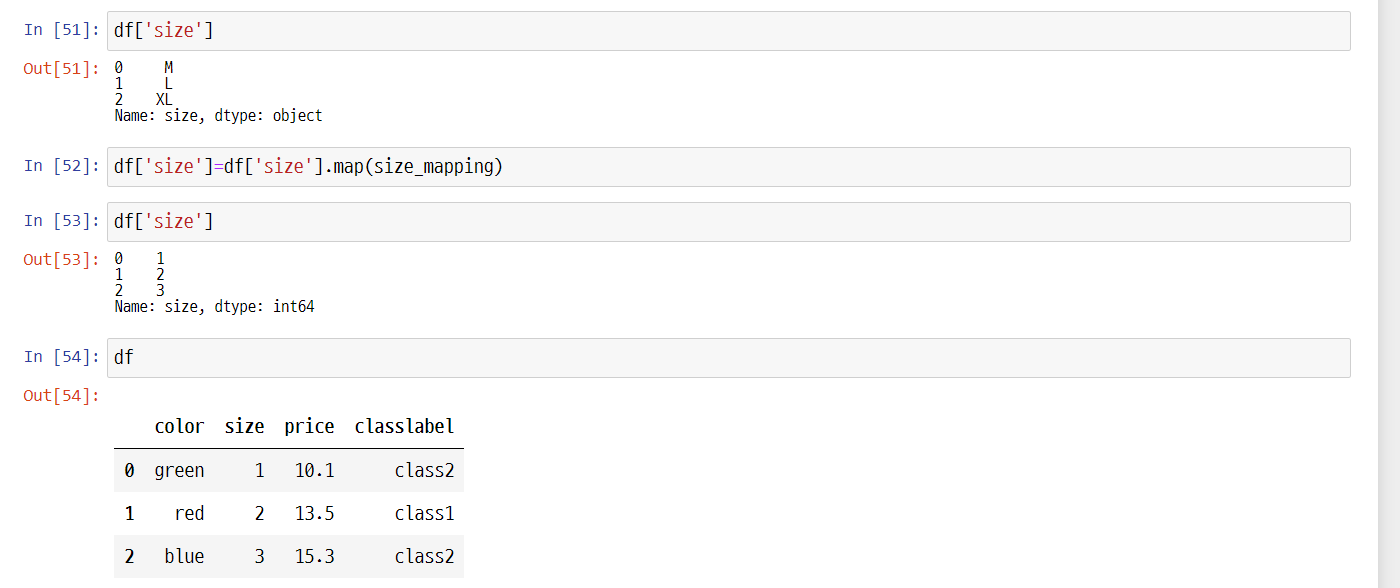 In [51]: df['size']
Out[51]: 0 M
1 L
2 XL
Name: size, dtype: object
In [52]: df['size']=df['size'].map(size_mapping)
In [53]: df['size']
Out[53]: 0 1
1 2
2 3
Name: size, dtype: int64
In [54]: df
Out[54]:
color size price classlabel
0 green 1 10.1 class2
1 red 2 13.5 class1
2 blue 3 15.3 class2